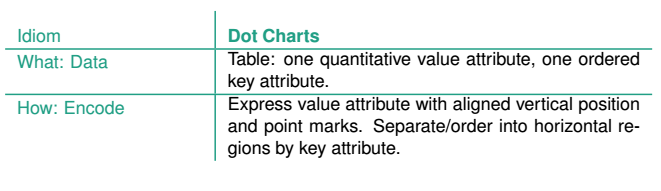 Idiom Dot Charts
What: Data Table: one quantitative value attribute, one ordered
key attribute.
How: Encode Express value attribute with aligned vertical position
and point marks. Separate/order into horizontal re-
gions by key attribute.